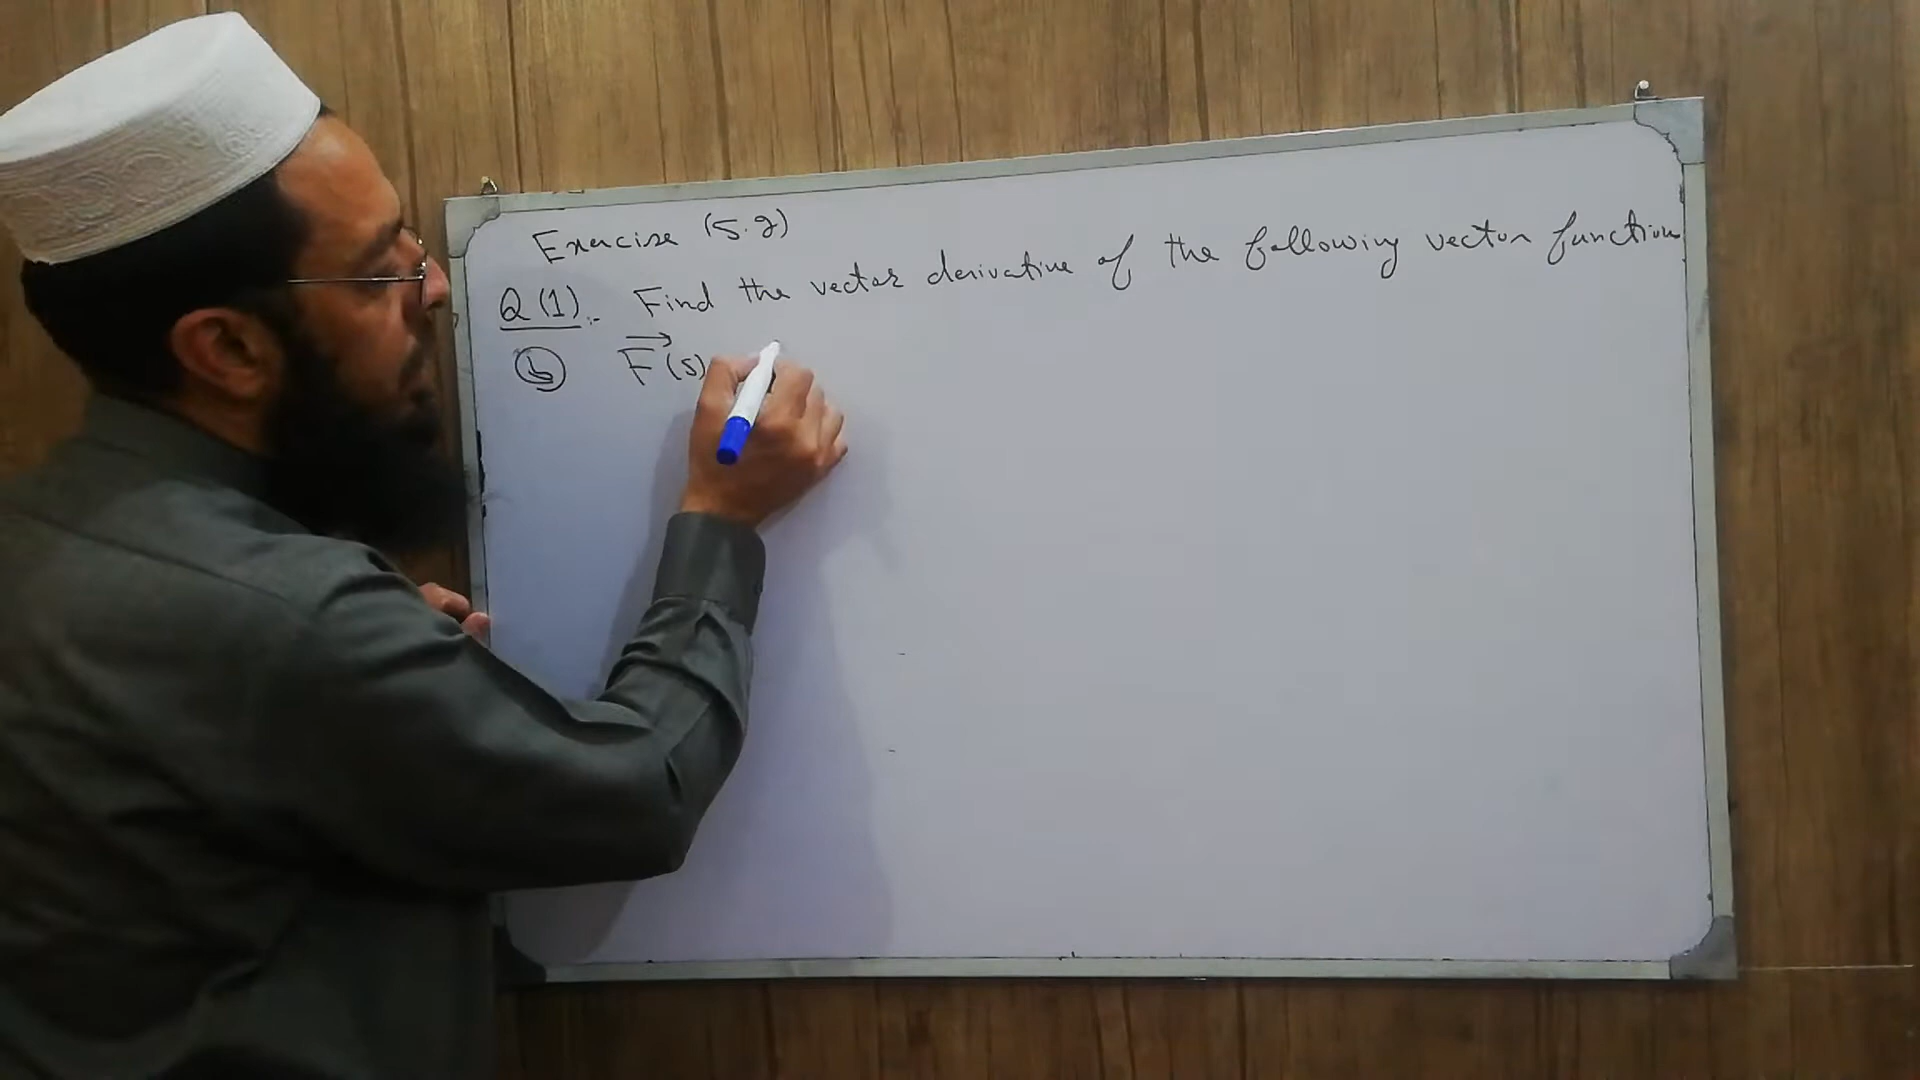 Exercise (5.2)
Q(1):- Find the vector derivative of the following vector function
(b) F⃗(s)